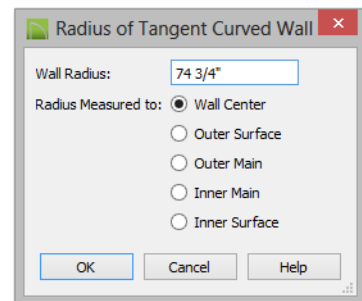 Radius of Tangent Curved Wall
Wall Radius: 74 3/4"
Radius Measured to: Wall Center
Outer Surface
Outer Main
Inner Main
Inner Surface
OK Cancel Help